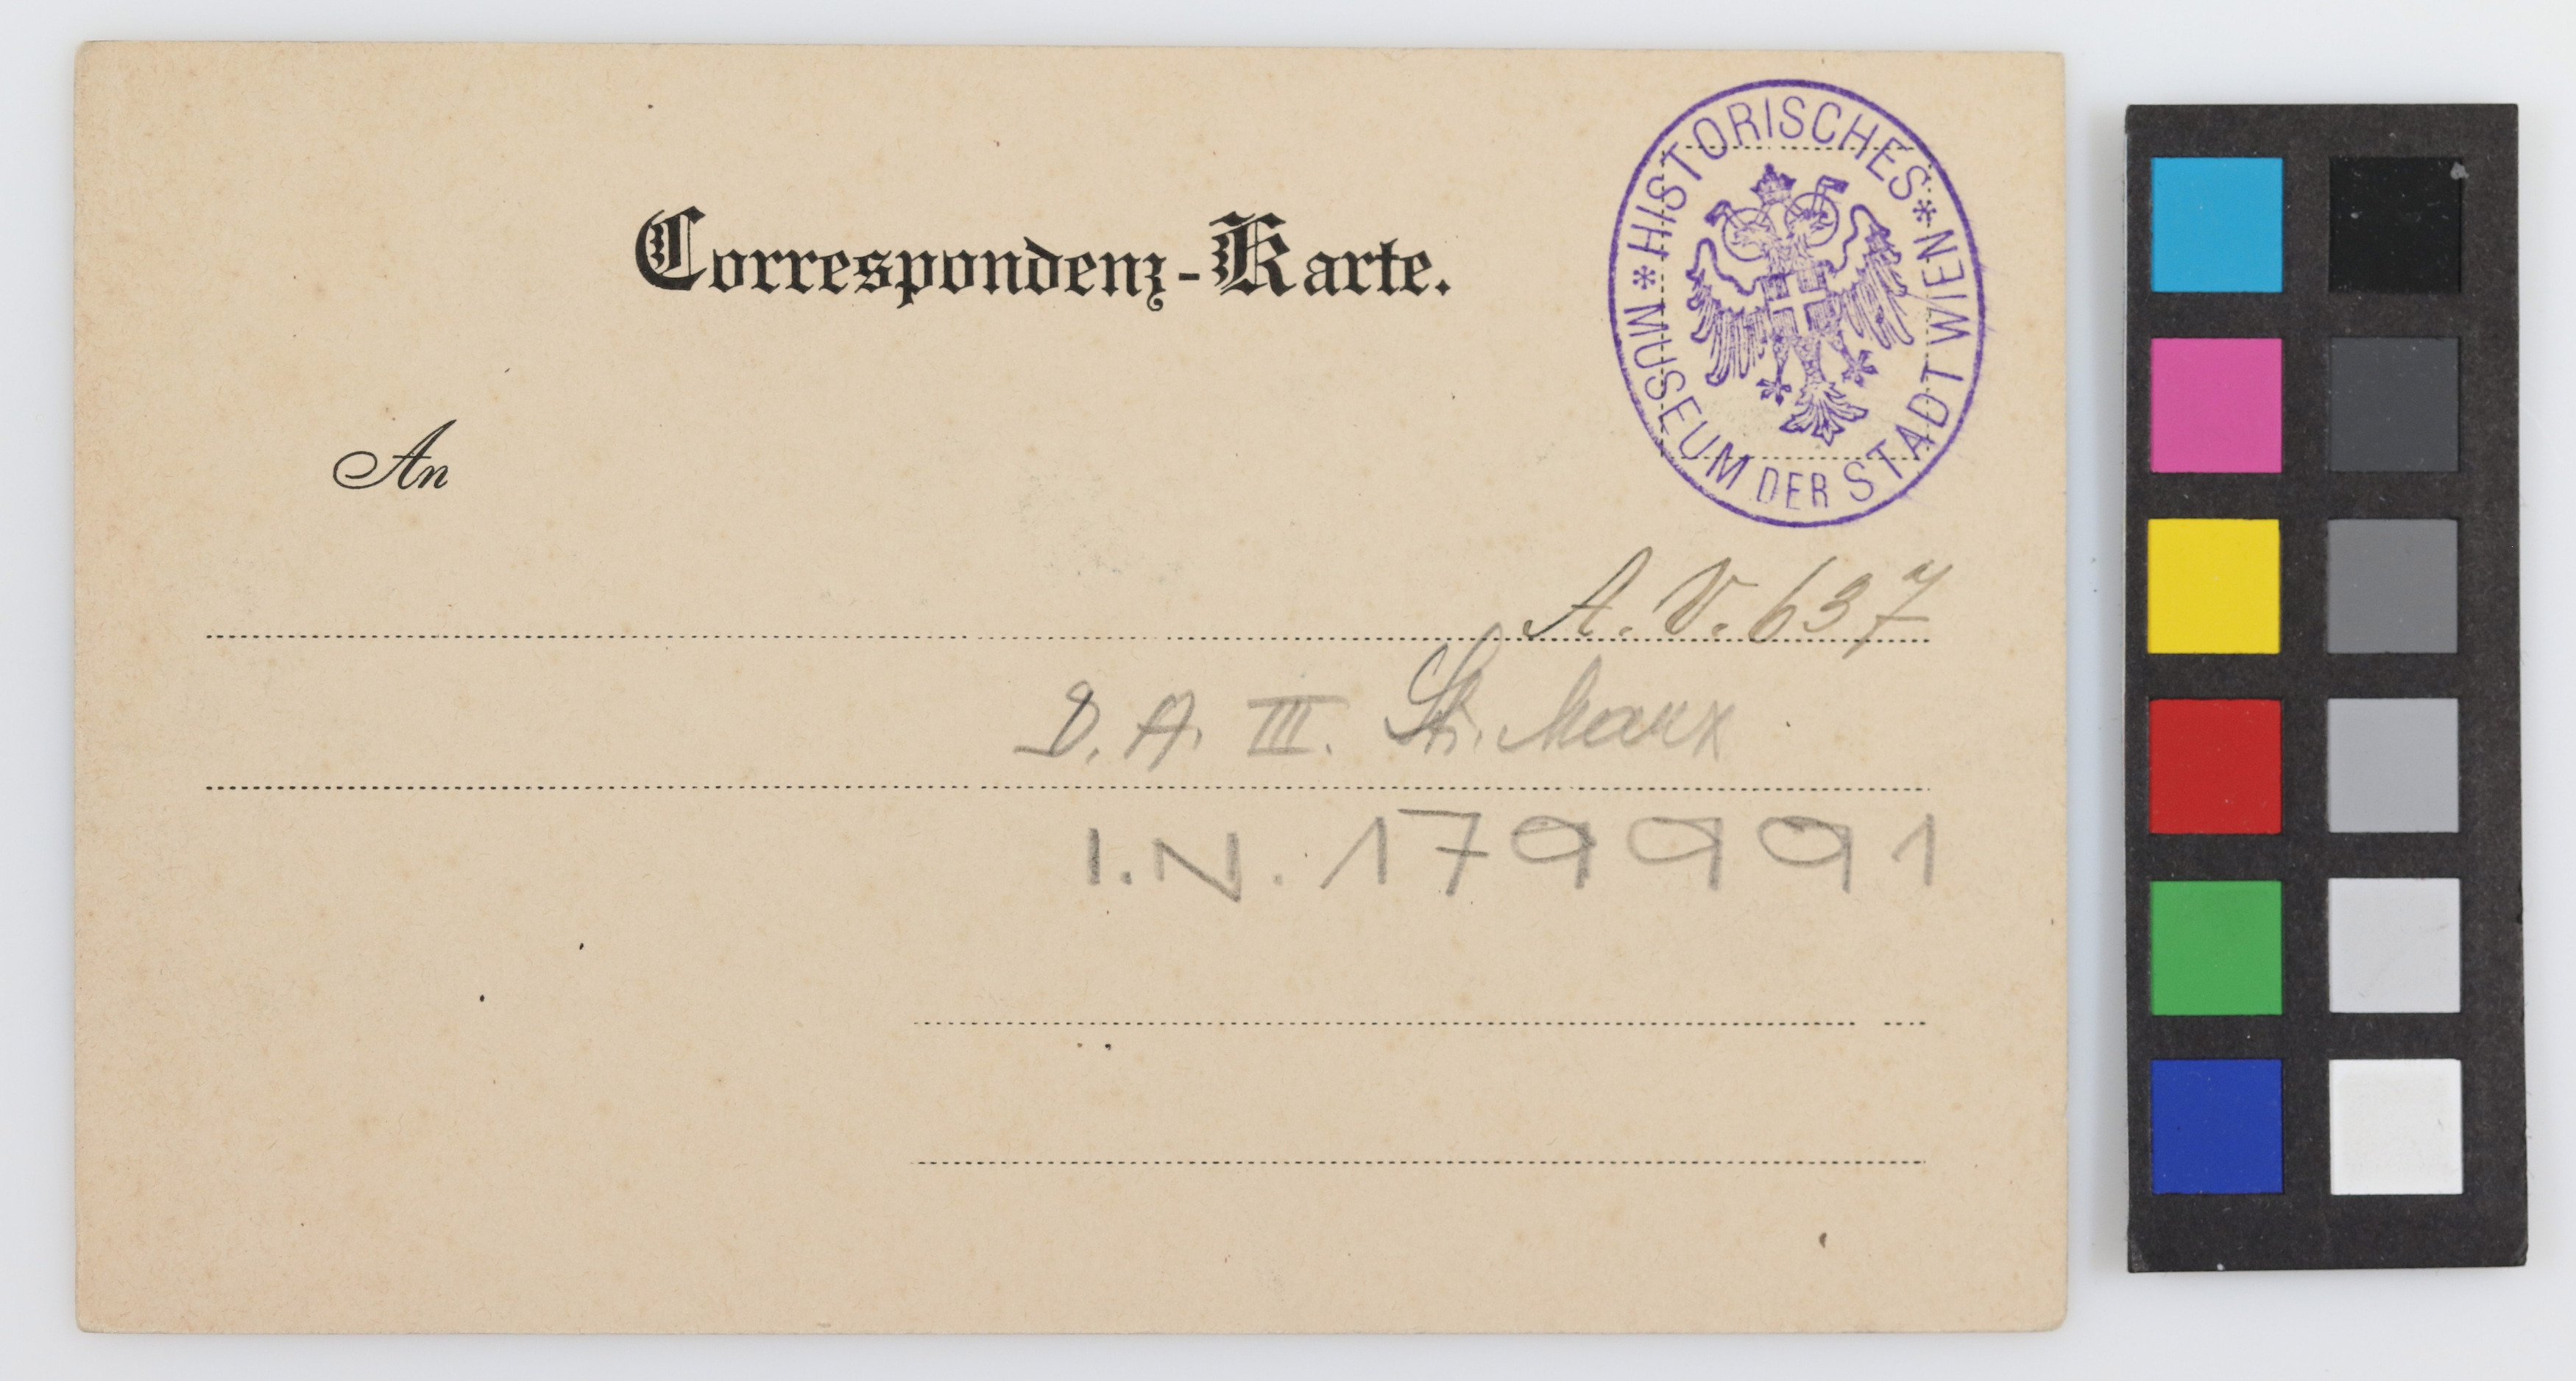 Correspondenz-Karte.
* HISTORISCHES * MUSEUM DER STADT WIEN
An
A. V. 637
D. A. III. St. Marx
I.N. 179991